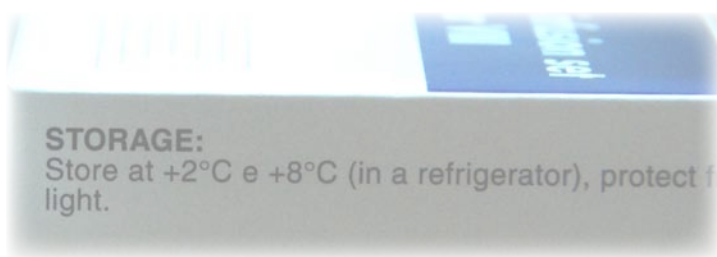 STORAGE:
Store at +2°C e +8°C (in a refrigerator), protect
light.